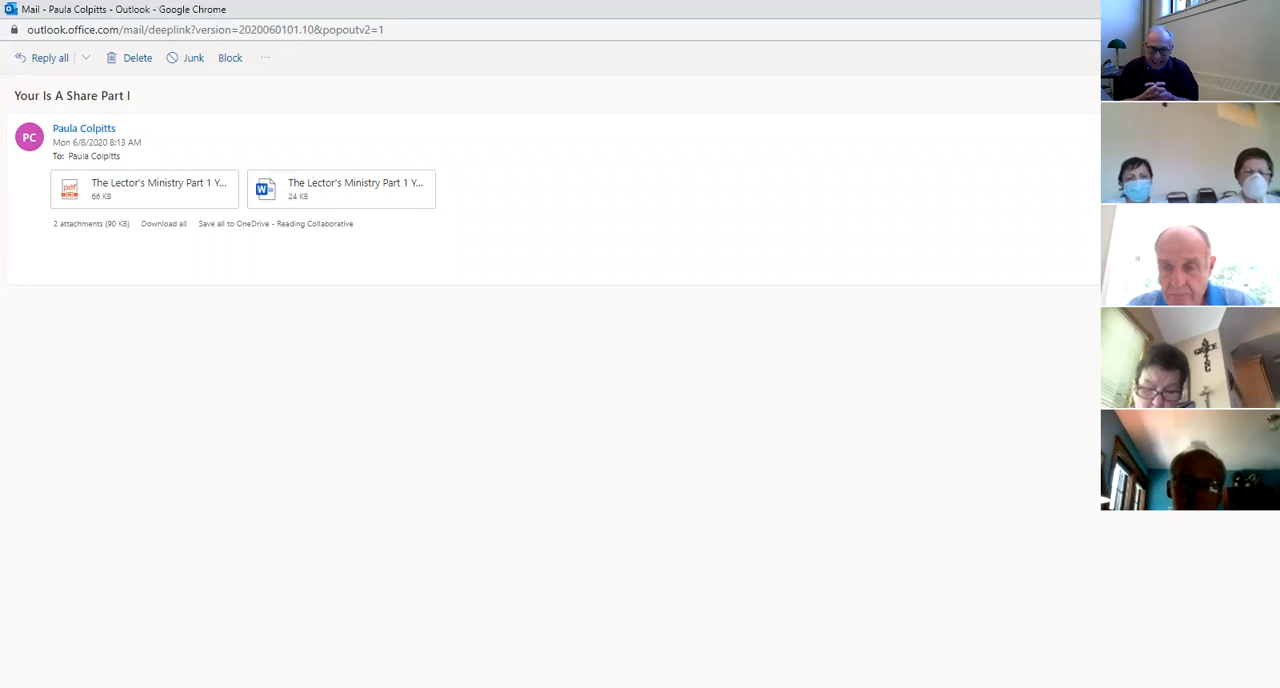 Mail - Paula Colpitts - Outlook - Google Chrome
outlook.office.com/mail/deeplink?version=2020060101.10&popoutv2=1
Reply all Delete Junk Block ...
Your Is A Share Part I
PC
Paula Colpitts
Mon 6/8/2020 8:13 AM
To: Paula Colpitts
pdf The Lector's Ministry Part 1 Y...
66 KB
W The Lector's Ministry Part 1 Y...
24 KB
2 attachments (90 KB) Download all Save all to OneDrive - Reading Collaborative